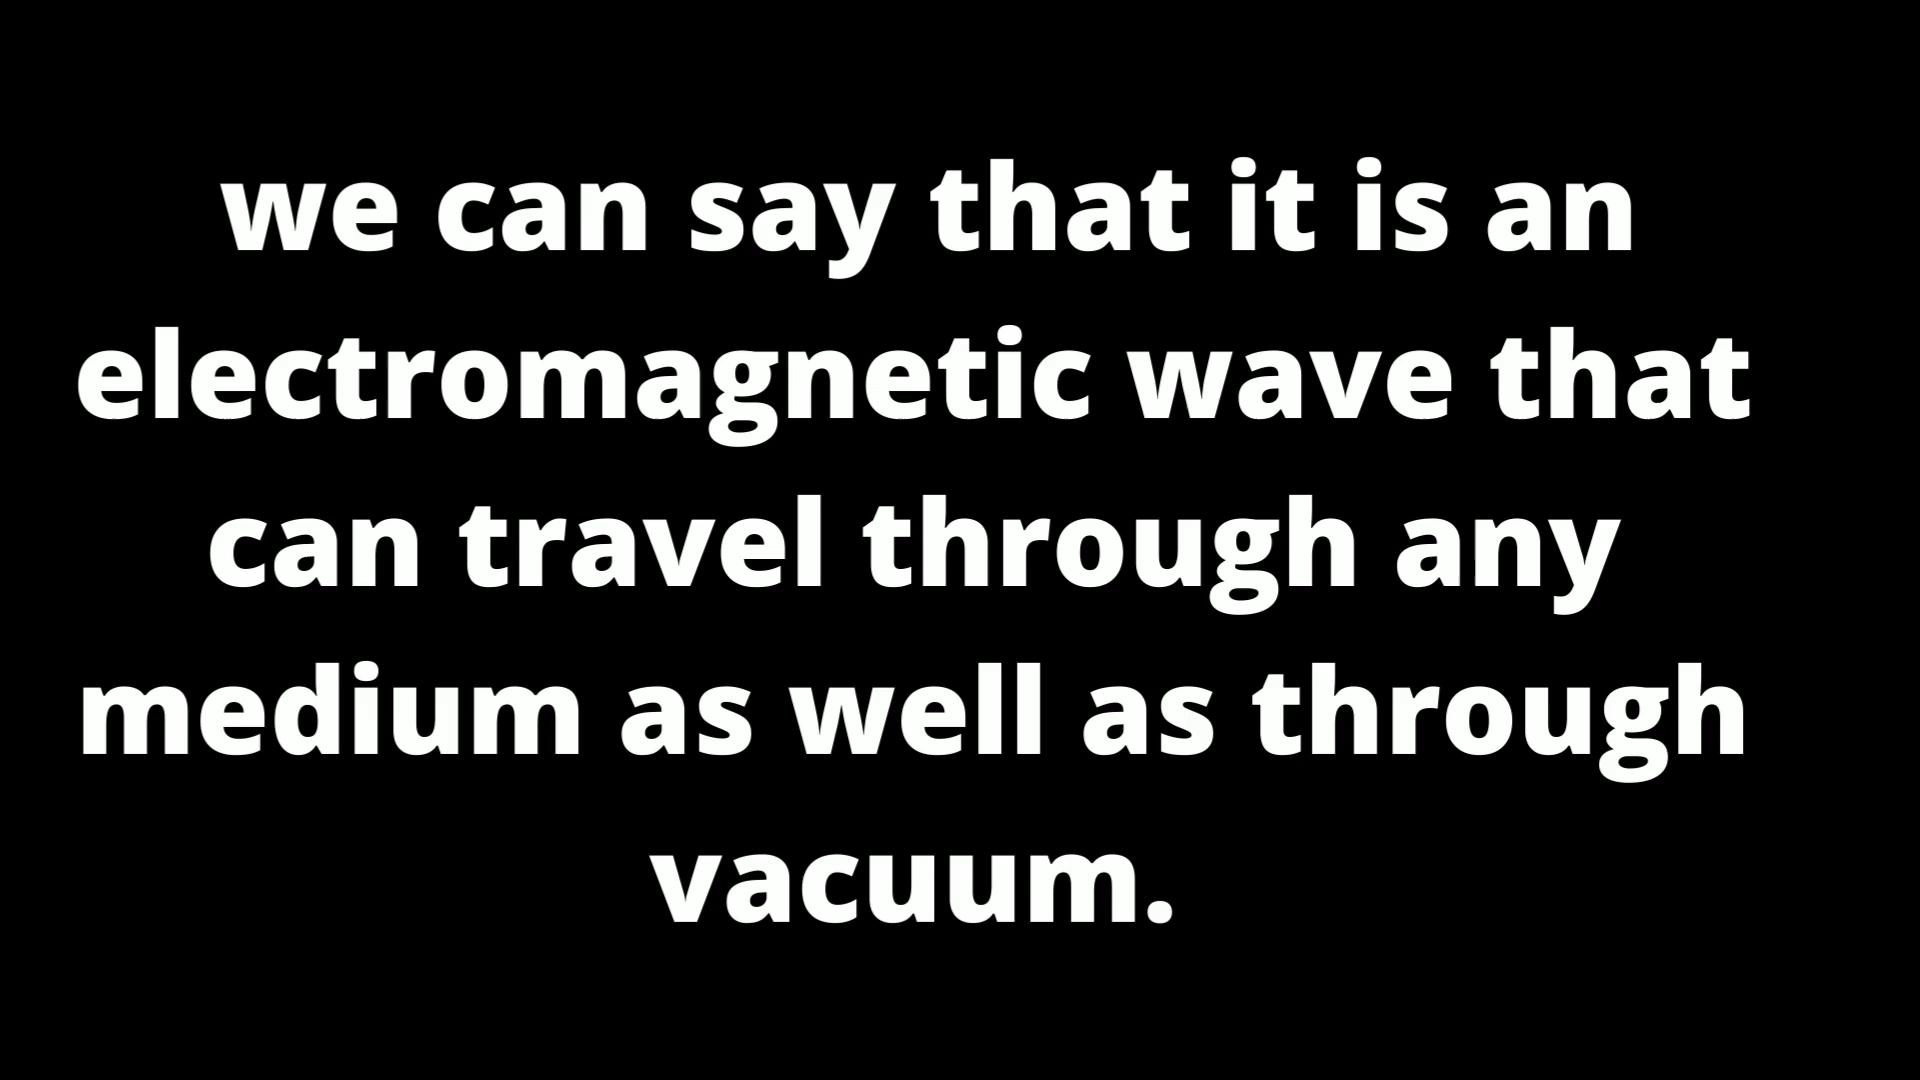 we can say that it is an
electromagnetic wave that
can travel through any
medium as well as through
vacuum.